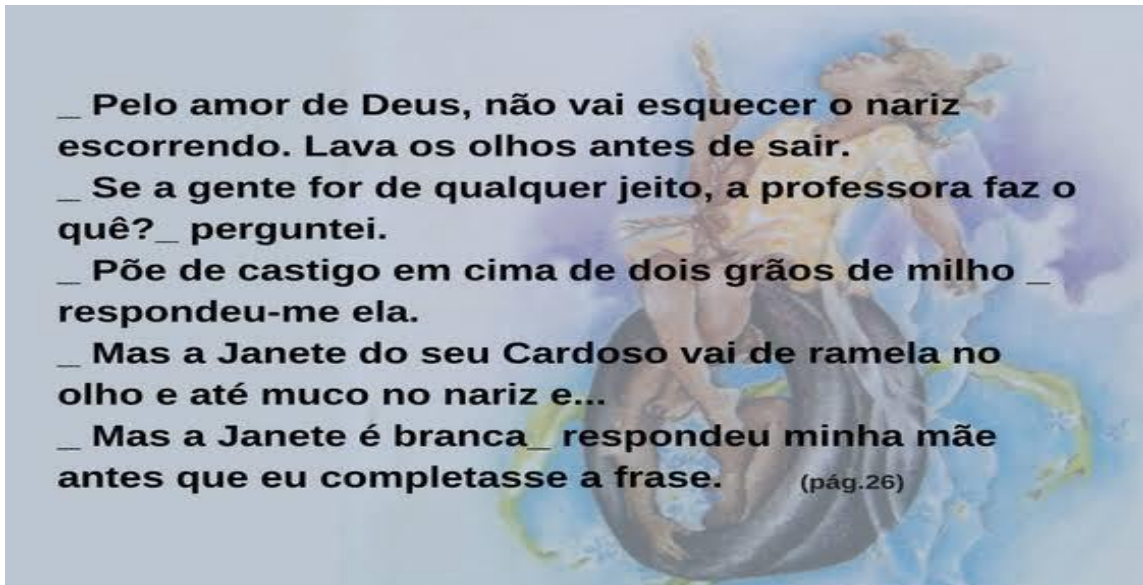 _ Pelo amor de Deus, não vai esquecer o nariz
escorrendo. Lava os olhos antes de sair.
_ Se a gente for de qualquer jeito, a professora faz o
quê?_ perguntei.
_ Põe de castigo em cima de dois grãos de milho _
respondeu-me ela.
_ Mas a Janete do seu Cardoso vai de ramela no
olho e até muco no nariz e...
_ Mas a Janete é branca_ respondeu minha mãe
antes que eu completasse a frase. (pág.26)